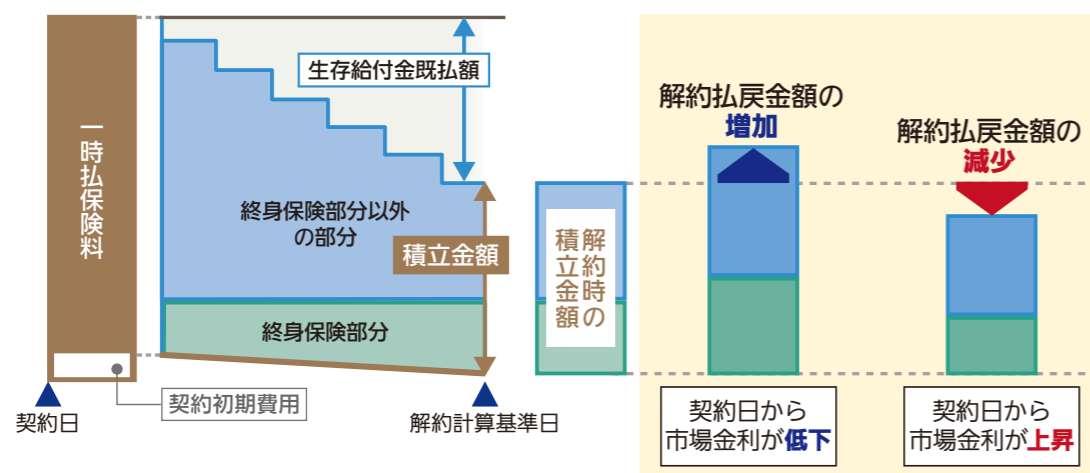 一時払保険料
生存給付金既払額
終身保険部分以外
の部分
積立金額
終身保険部分
契約初期費用
契約日
解約計算基準日
解約時の
積立金額
解約払戻金額の
増加
契約日から
市場金利が低下
解約払戻金額の
減少
契約日から
市場金利が上昇